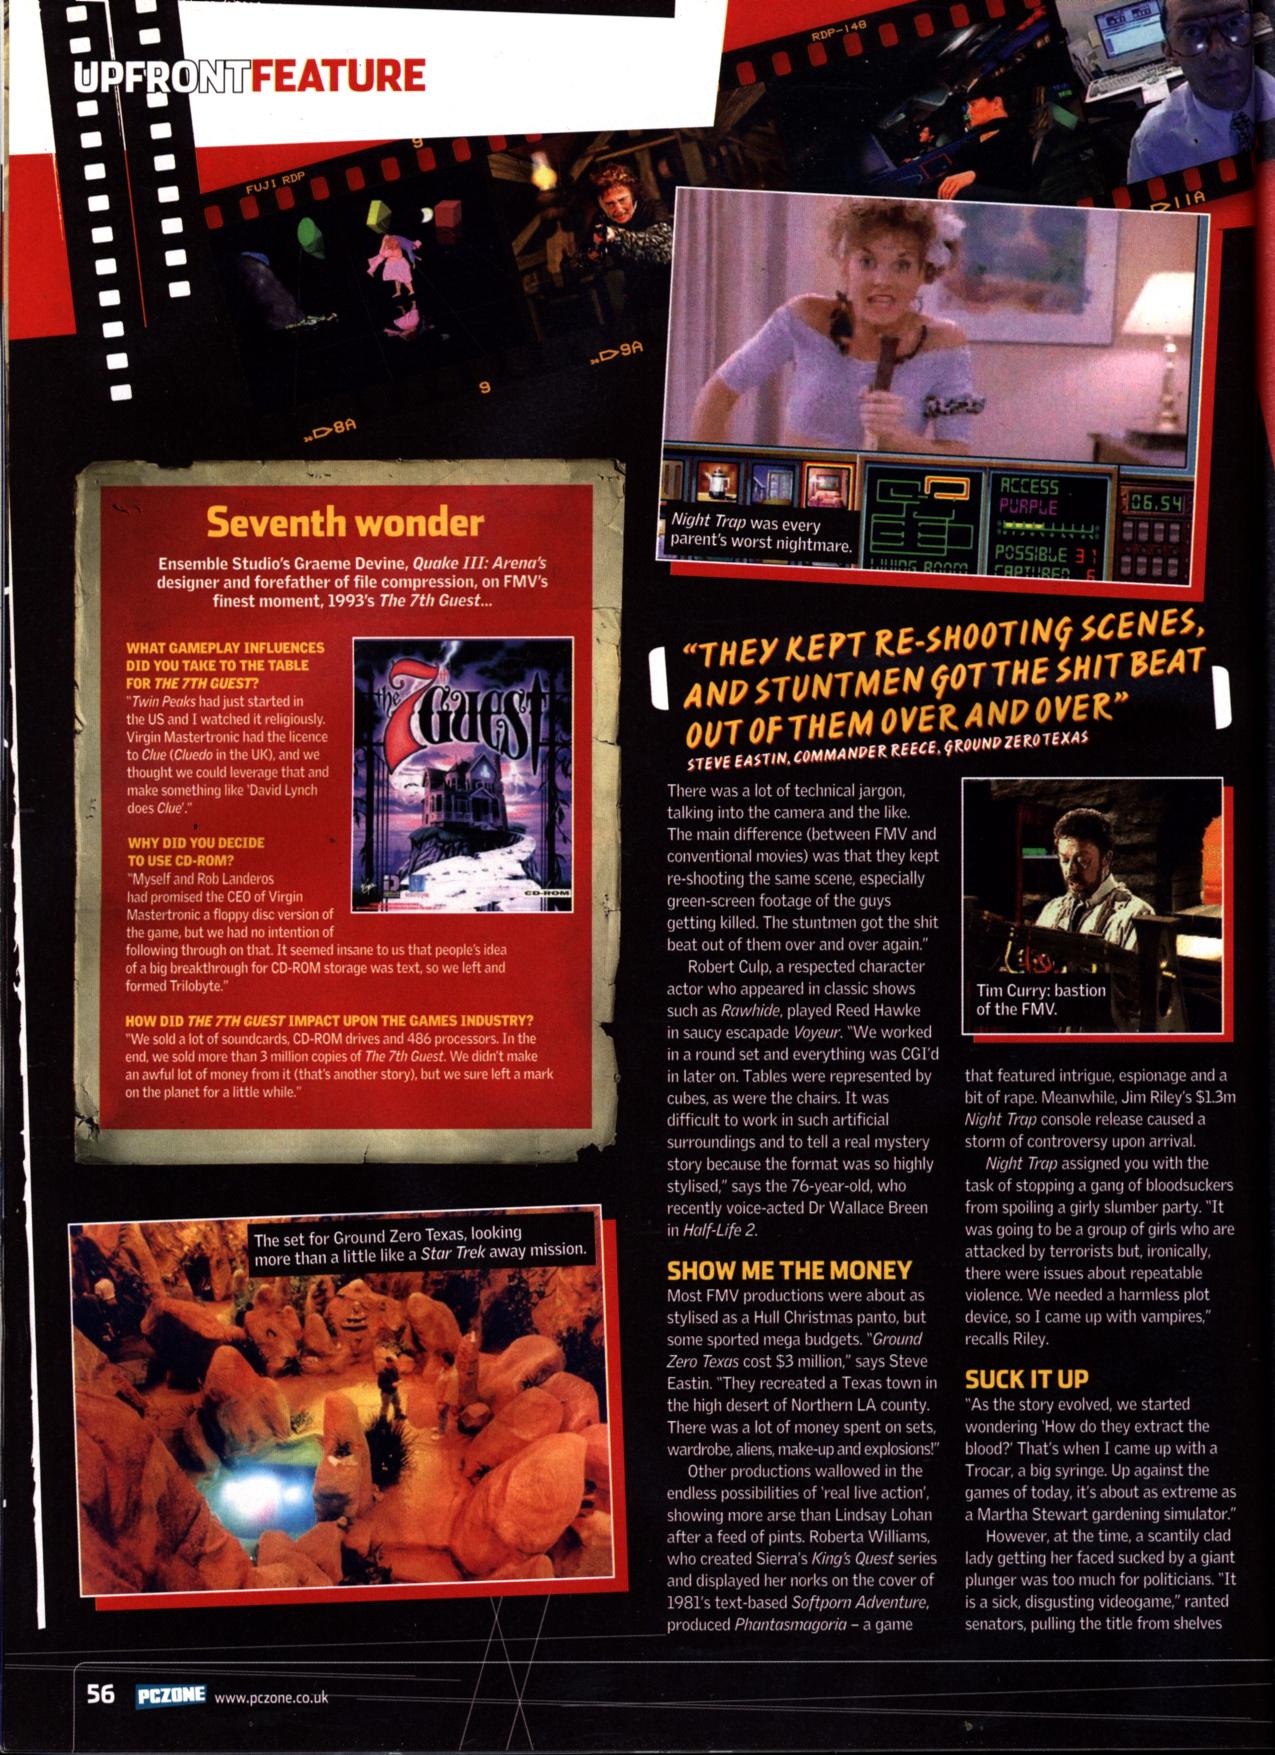 UPFRONTFEATURE
RDP-148
FUJI RDP
9
D11A
D9A
9
D8A
ACCESS
PURPLE
06.54
POSSIBLE 31
CAPTURED 6
LIVING ROOM
Night Trap was every
parent's worst nightmare.
Seventh wonder
Ensemble Studio's Graeme Devine, Quake III: Arena's
designer and forefather of file compression, on FMV's
finest moment, 1993's The 7th Guest...
WHAT GAMEPLAY INFLUENCES
DID YOU TAKE TO THE TABLE
FOR THE 7TH GUEST?
"Twin Peaks had just started in
the US and I watched it religiously.
Virgin Mastertronic had the licence
to Clue (Cluedo in the UK), and we
thought we could leverage that and
make something like 'David Lynch
does Clue'."
WHY DID YOU DECIDE
TO USE CD-ROM?
"Myself and Rob Landeros
had promised the CEO of Virgin
Mastertronic a floppy disc version of
the game, but we had no intention of
following through on that. It seemed insane to us that people's idea
of a big breakthrough for CD-ROM storage was text, so we left and
formed Trilobyte."
HOW DID THE 7TH GUEST IMPACT UPON THE GAMES INDUSTRY?
"We sold a lot of soundcards, CD-ROM drives and 486 processors. In the
end, we sold more than 3 million copies of The 7th Guest. We didn't make
an awful lot of money from it (that's another story), but we sure left a mark
on the planet for a little while."
the 7th Guest
CD-ROM
The set for Ground Zero Texas, looking
more than a little like a Star Trek away mission.
"THEY KEPT RE-SHOOTING SCENES,
AND STUNTMEN GOT THE SHIT BEAT
OUT OF THEM OVER AND OVER"
STEVE EASTIN, COMMANDER REECE, GROUND ZERO TEXAS
There was a lot of technical jargon,
talking into the camera and the like.
The main difference (between FMV and
conventional movies) was that they kept
re-shooting the same scene, especially
green-screen footage of the guys
getting killed. The stuntmen got the shit
beat out of them over and over again."
Robert Culp, a respected character
actor who appeared in classic shows
such as Rawhide, played Reed Hawke
in saucy escapade Voyeur. "We worked
in a round set and everything was CGI'd
in later on. Tables were represented by
cubes, as were the chairs. It was
difficult to work in such artificial
surroundings and to tell a real mystery
story because the format was so highly
stylised," says the 76-year-old, who
recently voice-acted Dr Wallace Breen
in Half-Life 2.
SHOW ME THE MONEY
Most FMV productions were about as
stylised as a Hull Christmas panto, but
some sported mega budgets. "Ground
Zero Texas cost $3 million," says Steve
Eastin. "They recreated a Texas town in
the high desert of Northern LA county.
There was a lot of money spent on sets,
wardrobe, aliens, make-up and explosions!"
Other productions wallowed in the
endless possibilities of 'real live action',
showing more arse than Lindsay Lohan
after a feed of pints. Roberta Williams,
who created Sierra's King's Quest series
and displayed her norks on the cover of
1981's text-based Softporn Adventure,
produced Phantasmagoria – a game
Tim Curry: bastion
of the FMV.
that featured intrigue, espionage and a
bit of rape. Meanwhile, Jim Riley's $1.3m
Night Trap console release caused a
storm of controversy upon arrival.
Night Trap assigned you with the
task of stopping a gang of bloodsuckers
from spoiling a girly slumber party. "It
was going to be a group of girls who are
attacked by terrorists but, ironically,
there were issues about repeatable
violence. We needed a harmless plot
device, so I came up with vampires,"
recalls Riley.
SUCK IT UP
"As the story evolved, we started
wondering 'How do they extract the
blood?' That's when I came up with a
Trocar, a big syringe. Up against the
games of today, it's about as extreme as
a Martha Stewart gardening simulator."
However, at the time, a scantily clad
lady getting her faced sucked by a giant
plunger was too much for politicians. "It
is a sick, disgusting videogame," ranted
senators, pulling the title from shelves
56 PCZONE www.pczone.co.uk